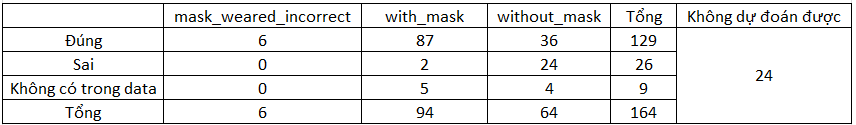 mask_weared_incorrect with_mask without_mask Tổng Không dự đoán được
Đúng 6 87 36 129
Sai 0 2 24 26
Không có trong data 0 5 4 9
Tổng 6 94 64 164
24